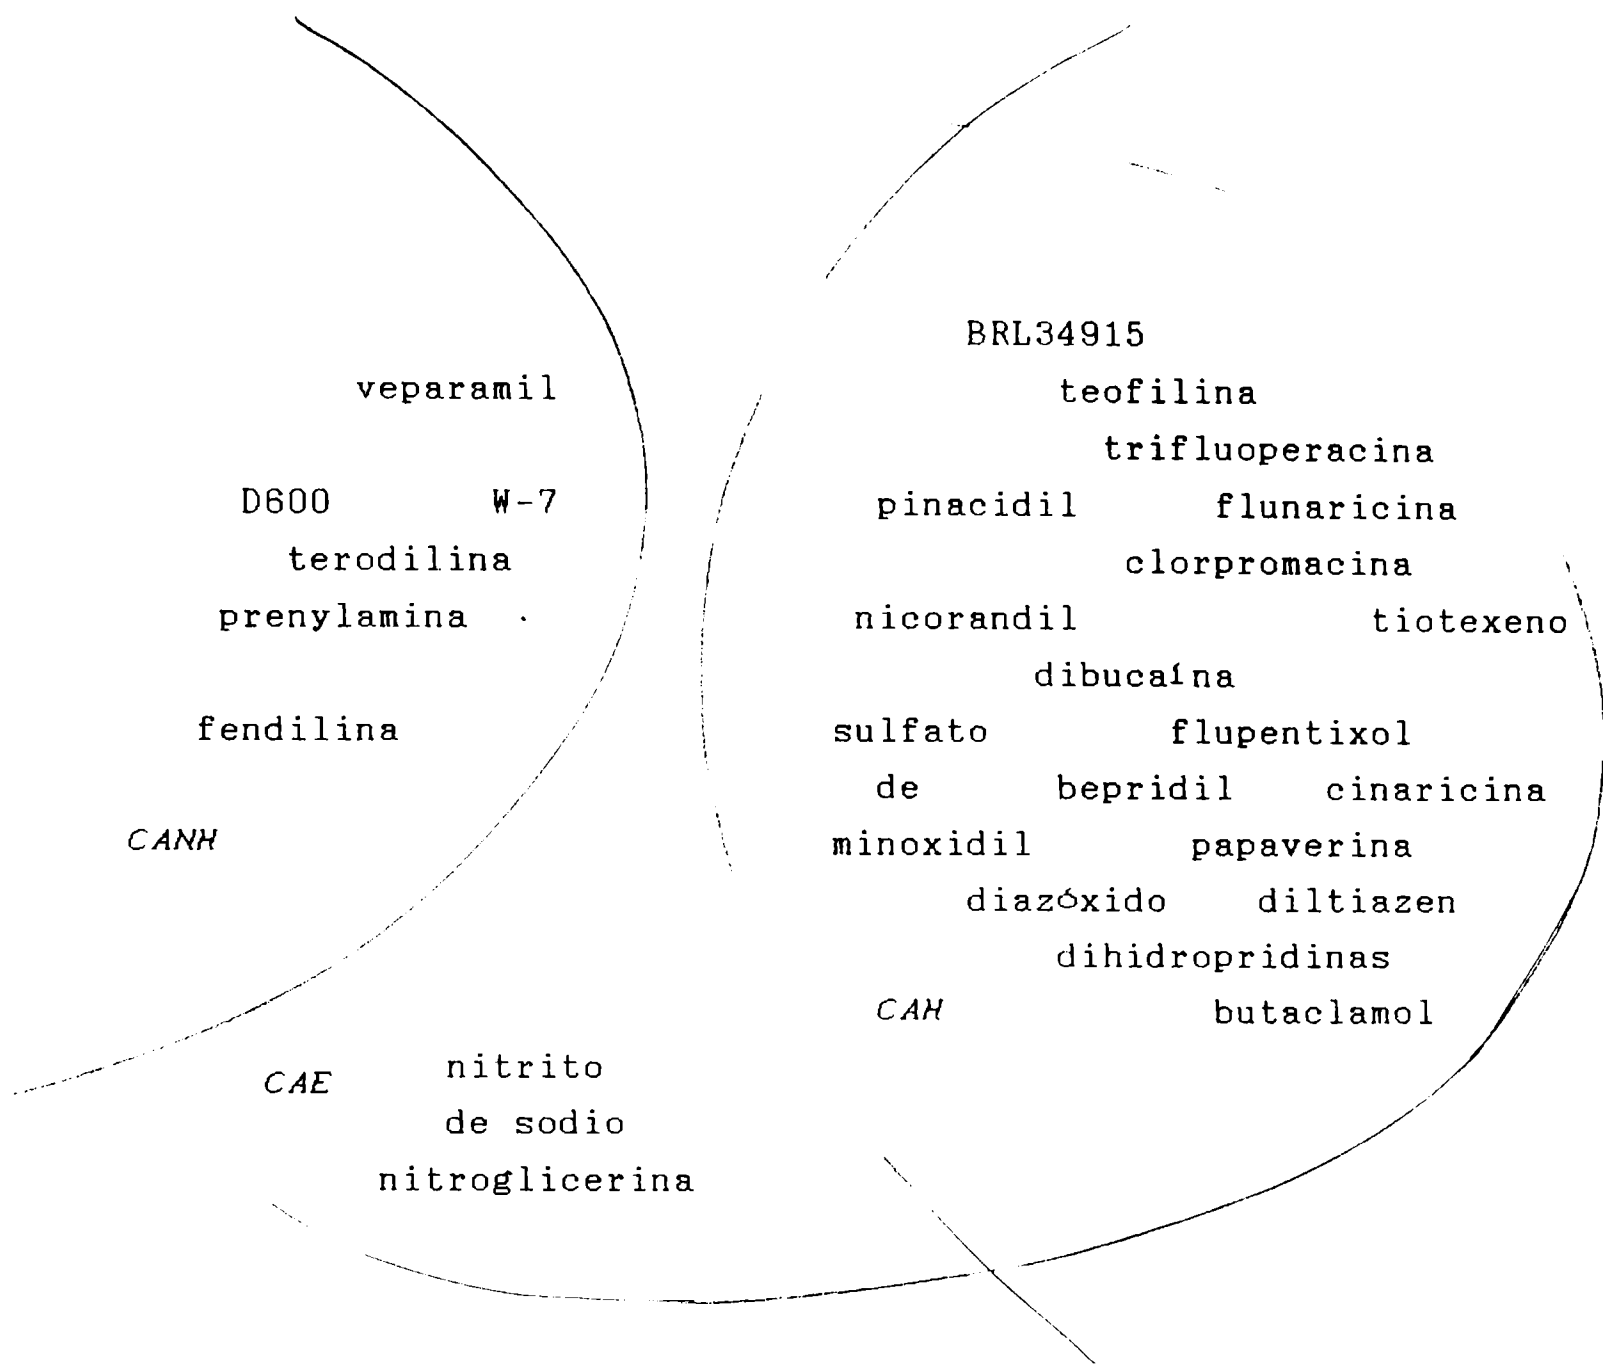 veparamil
D600 W-7
terodilina
prenylamina
fendilina
CANH
BRL34915
teofilina
trifluoperacina
pinacidil flunaricina
clorpromacina
nicorandil tiotexeno
dibucaína
sulfato flupentixol
de bepridil cinaricina
minoxidil papaverina
diazóxido diltiazen
dihidropridinas
CAH butaclamol
CAE nitrito
de sodio
nitroglicerina